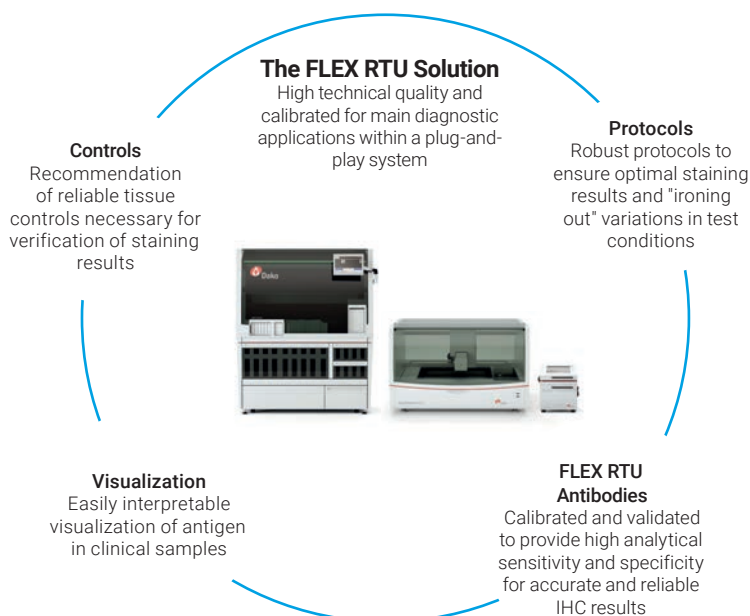 The FLEX RTU Solution
High technical quality and
calibrated for main diagnostic
applications within a plug-and-
play system
Protocols
Robust protocols to
ensure optimal staining
results and "ironing
out" variations in test
conditions
Controls
Recommendation
of reliable tissue
controls necessary for
verification of staining
results
Dako
Visualization
Easily interpretable
visualization of antigen
in clinical samples
FLEX RTU
Antibodies
Calibrated and validated
to provide high analytical
sensitivity and specificity
for accurate and reliable
IHC results